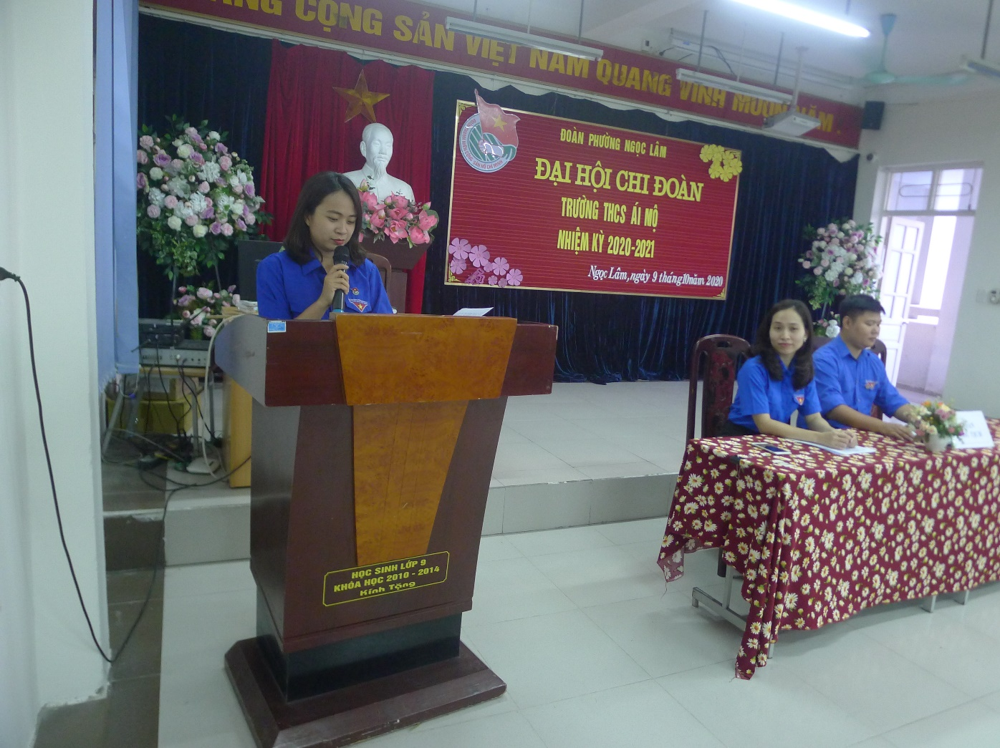 ẢNG CỘNG SẢN VIỆT NAM QUANG VINH MUÔN NĂM
ĐOÀN PHƯỜNG NGỌC LÂM
ĐẠI HỘI CHI ĐOÀN
TRƯỜNG THCS ÁI MỘ
NHIỆM KỲ 2020-2021
Ngọc Lâm, ngày 9 tháng10năm 2020
HỌC SINH LỚP 9
KHÓA HỌC 2010 - 2014
Kính Tặng